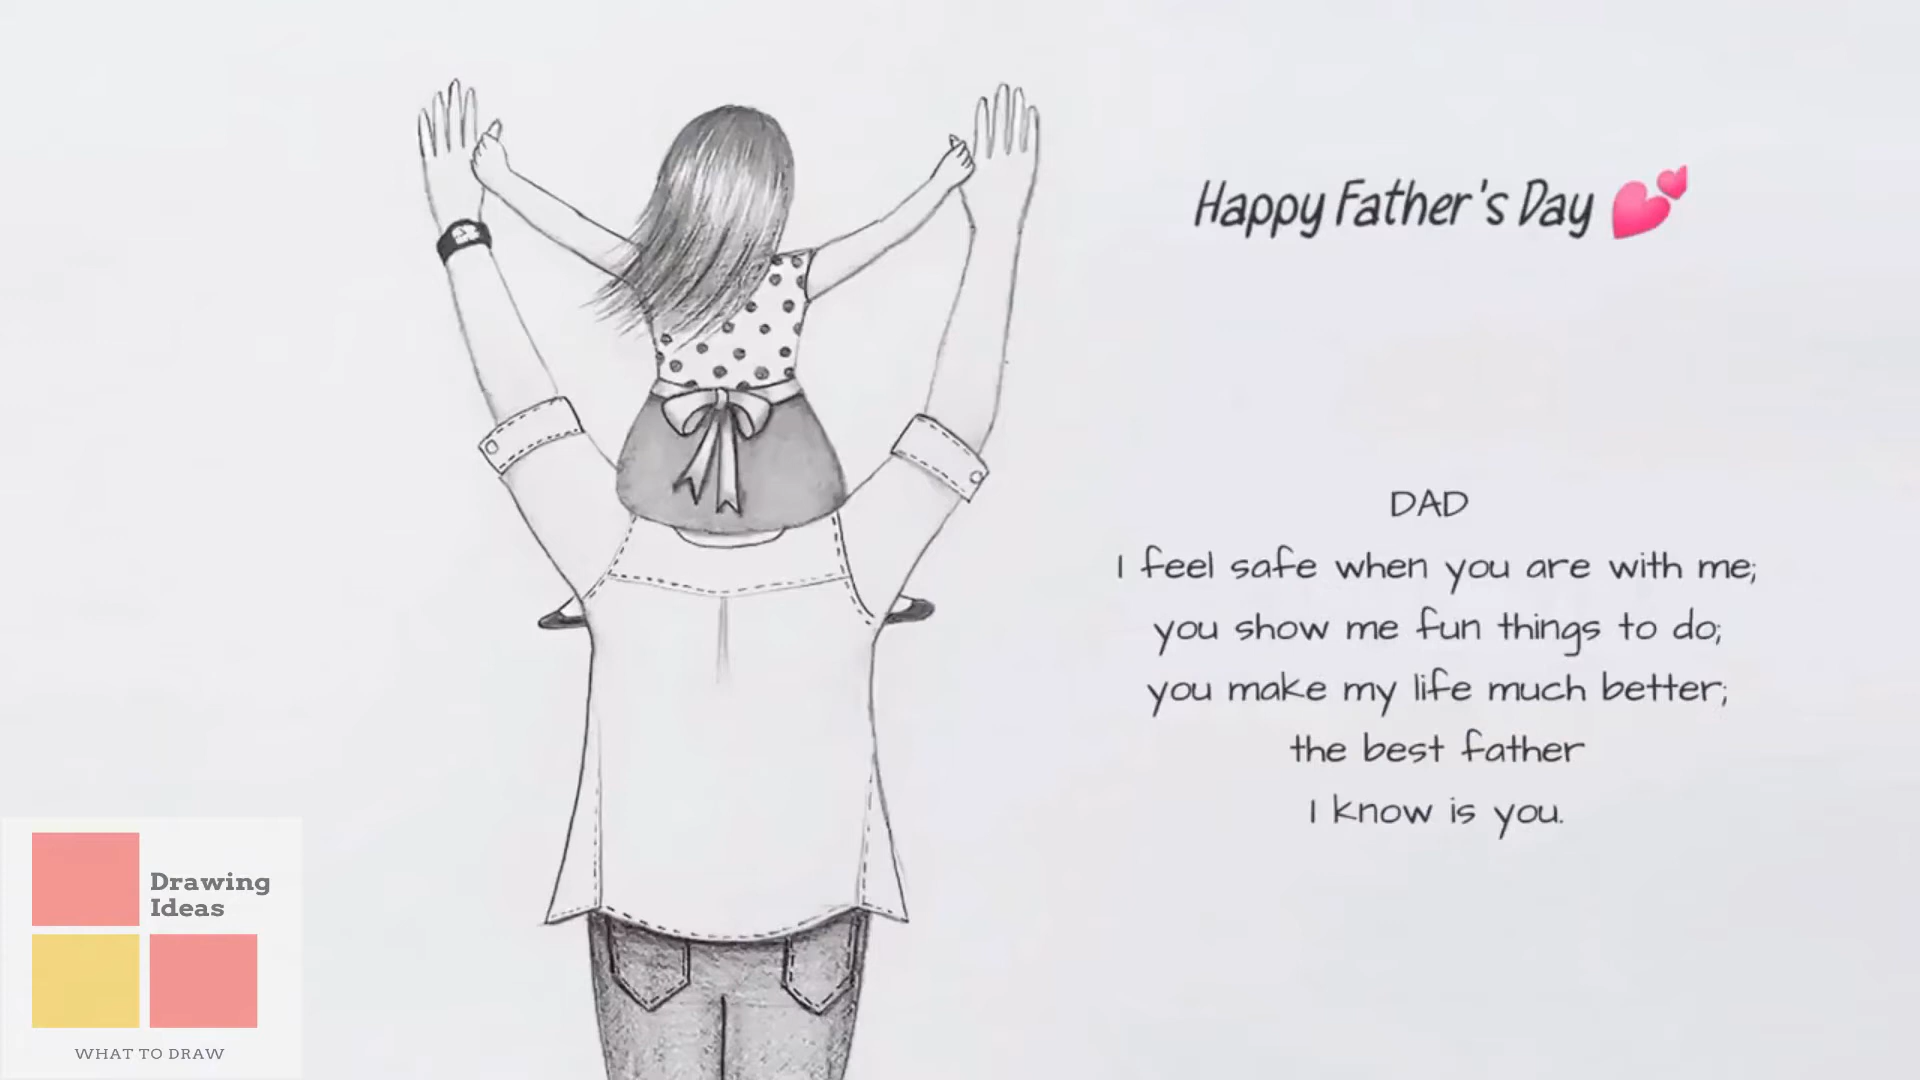 Happy Father's Day 💕
DAD
I feel safe when you are with me;
you show me fun things to do;
you make my life much better;
the best father
I know is you.
Drawing
Ideas
WHAT TO DRAW